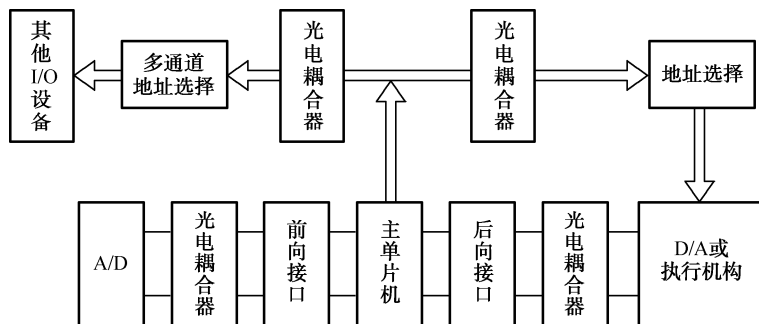 其他I/O设备
多通道
地址选择
光电耦合器
光电耦合器
地址选择
A/D
光电耦合器
前向接口
主单片机
后向接口
光电耦合器
D/A或
执行机构